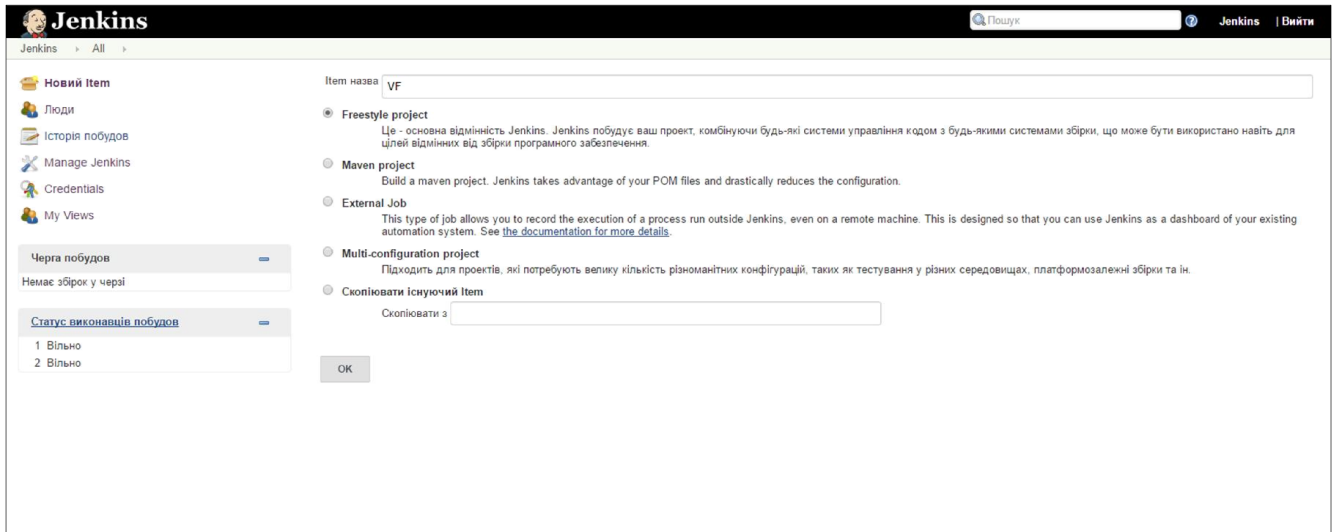 Jenkins
Пошук
Jenkins | Вийти
Jenkins All
Новий Item
Люди
Історія побудов
Manage Jenkins
Credentials
My Views
Черга побудов
Немає збірок у черзі
Статус виконавців побудов
1 Вільно
2 Вільно
Item назва VF
Freestyle project
Це - основна відмінність Jenkins. Jenkins побудує ваш проект, комбінуючи будь-які системи управління кодом з будь-якими системами збірки, що може бути використано навіть для
цілей відмінних від збірки програмного забезпечення.
Maven project
Build a maven project. Jenkins takes advantage of your POM files and drastically reduces the configuration.
External Job
This type of job allows you to record the execution of a process run outside Jenkins, even on a remote machine. This is designed so that you can use Jenkins as a dashboard of your existing
automation system. See the documentation for more details.
Multi-configuration project
Підходить для проектів, які потребують велику кількість різноманітних конфігурацій, таких як тестування у різних середовищах, платформозалежні збірки та ін.
Скопіювати існуючий Item
Скопіювати з
OK